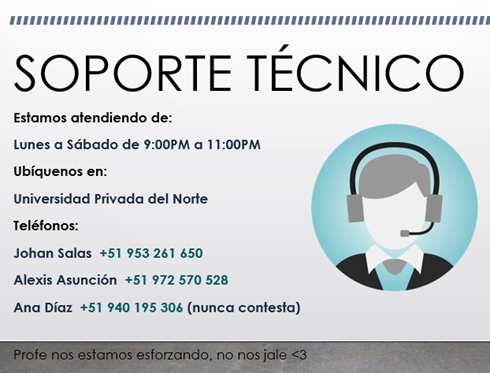 SOPORTE TÉCNICO
Estamos atendiendo de:
Lunes a Sábado de 9:00PM a 11:00PM
Ubíquenos en:
Universidad Privada del Norte
Teléfonos:
Johan Salas +51 953 261 650
Alexis Asunción +51 972 570 528
Ana Díaz +51 940 195 306 (nunca contesta)
Profe nos estamos esforzando, no nos jale <3